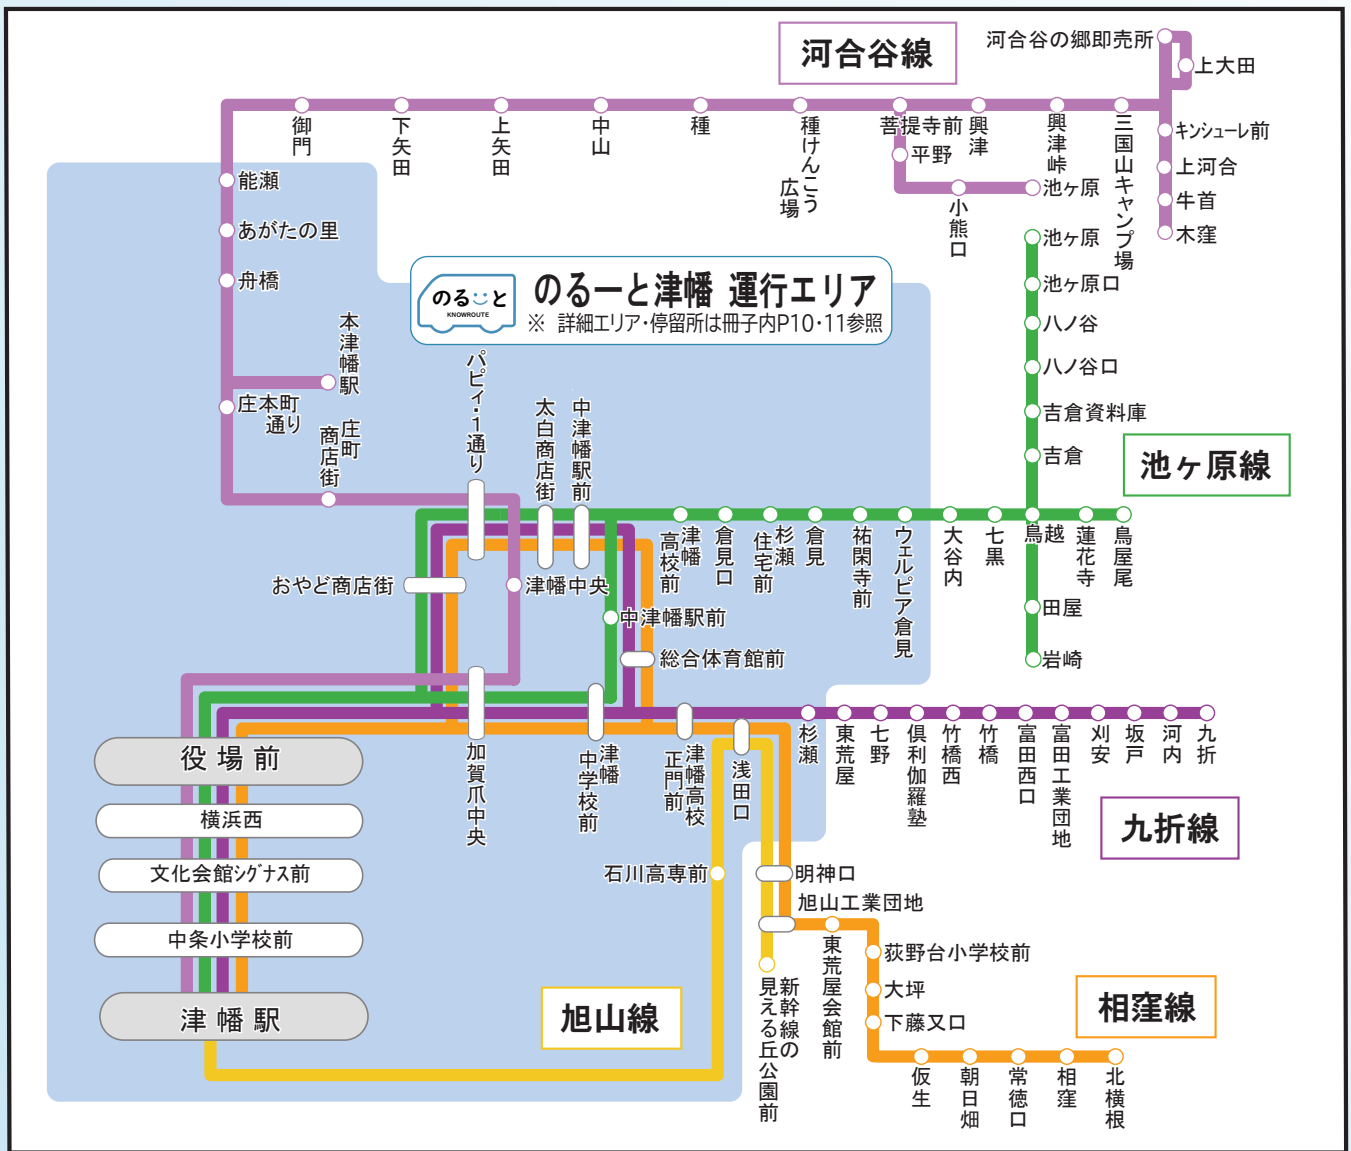 河合谷線
河合谷の郷即売所
上大田
御門
下矢田
上矢田
中山
種
種けんこう
広場
菩提寺前
興津
興津峠
三国山キャンプ場
キンシューレ前
上河合
牛首
木窪
平野
小熊口
池ヶ原
能瀬
あがたの里
舟橋
本津幡駅
庄本町
通り
庄町
商店街
のるーと
KNOWROUTE
のるーと津幡 運行エリア
※ 詳細エリア・停留所は冊子内P10・11参照
パピィ・1通り
太白商店街
中津幡駅前
池ヶ原
池ヶ原口
八ノ谷
八ノ谷口
吉倉資料庫
吉倉
池ヶ原線
津幡
高校前
倉見口
杉瀬
住宅前
倉見
祐閑寺前
ウェルピア倉見
大谷内
七黒
鳥越
蓮花寺
鳥屋尾
田屋
岩崎
おやど商店街
津幡中央
中津幡駅前
総合体育館前
加賀爪中央
津幡
中学校前
津幡高校
正門前
浅田口
杉瀬
東荒屋
七野
倶利伽羅塾
竹橋西
竹橋
富田西口
富田工業団地
刈安
坂戸
河内
九折
九折線
役場前
横浜西
文化会館シグナス前
中条小学校前
津幡駅
石川高専前
明神口
旭山工業団地
新幹線の
見える丘公園前
旭山線
東荒屋会館前
荻野台小学校前
大坪
下藤又口
相窪線
仮生
朝日畑
常徳口
相窪
北横根